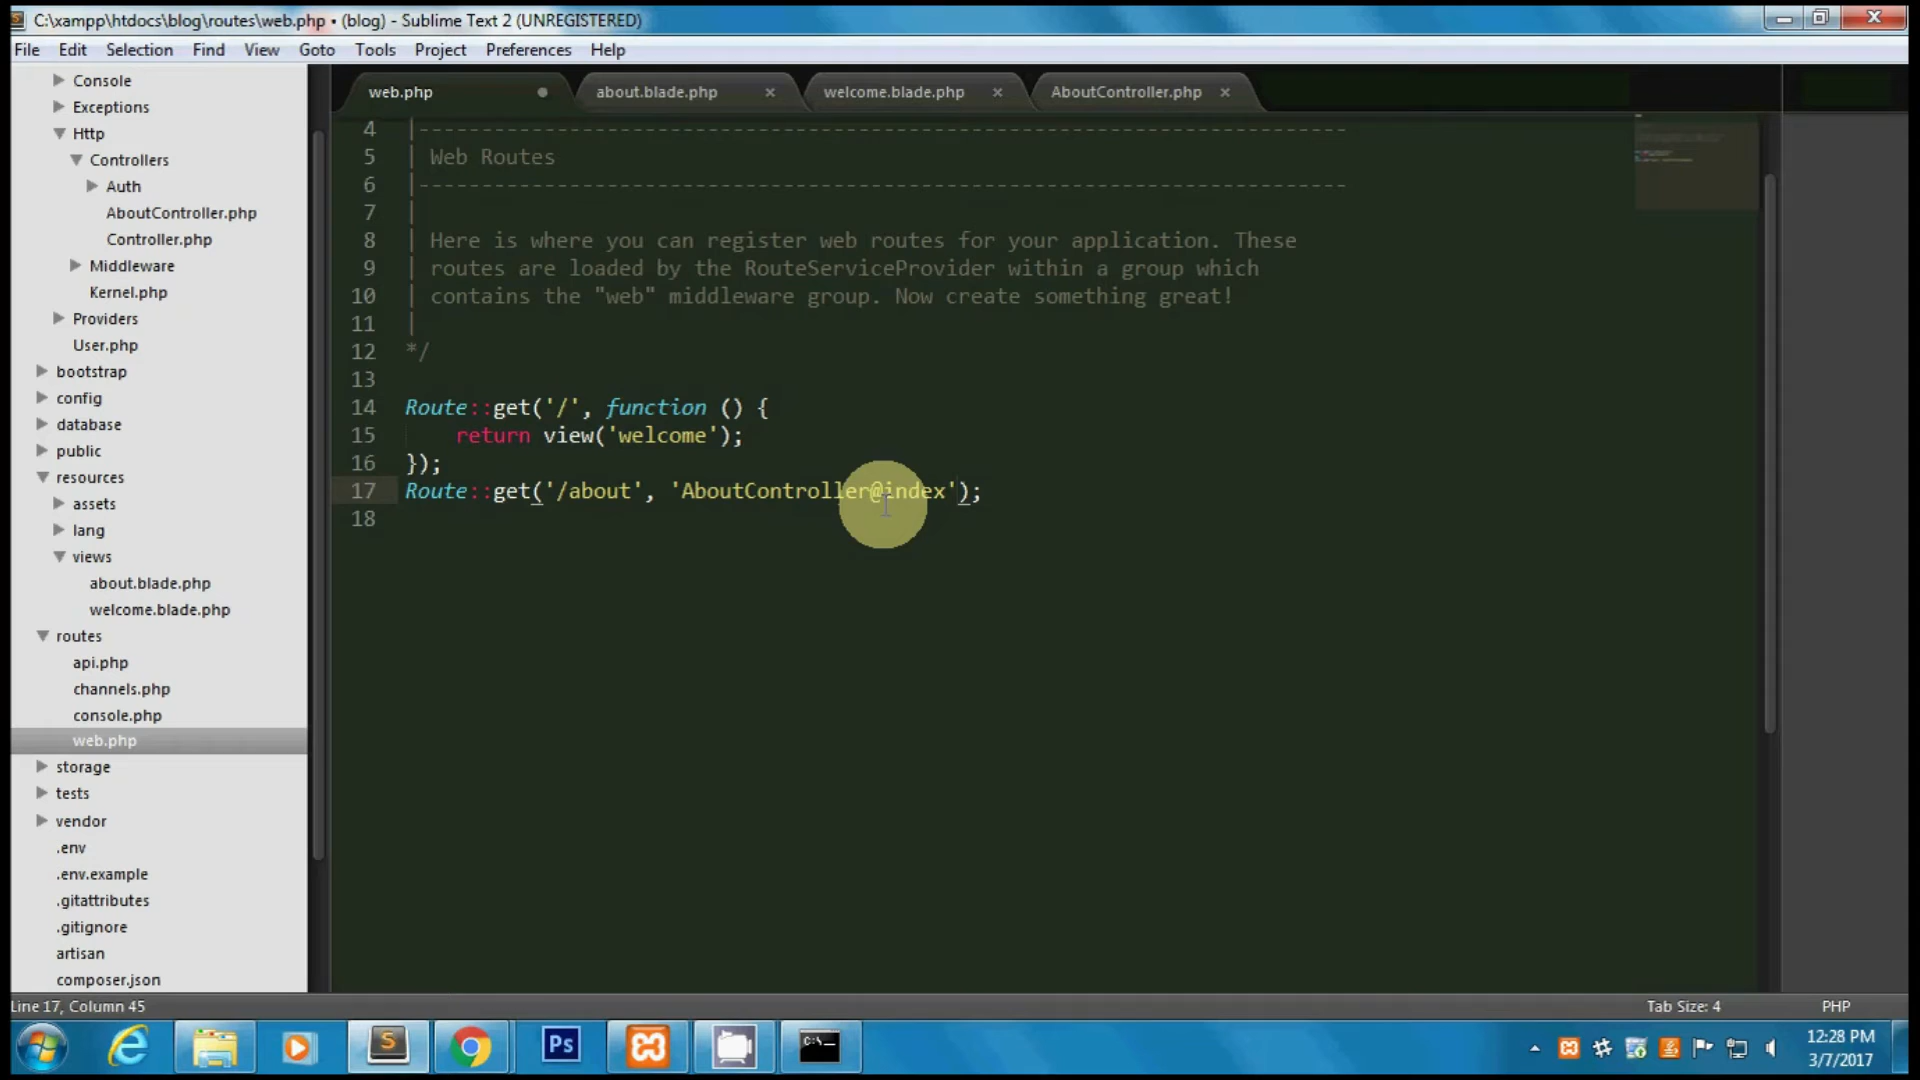 C:\xampp\htdocs\blog\routes\web.php • (blog) - Sublime Text 2 (UNREGISTERED)
File Edit Selection Find View Goto Tools Project Preferences Help
Console
Exceptions
Http
Controllers
Auth
AboutController.php
Controller.php
Middleware
Kernel.php
Providers
User.php
bootstrap
config
database
public
resources
assets
lang
views
about.blade.php
welcome.blade.php
routes
api.php
channels.php
console.php
web.php
storage
tests
vendor
.env
.env.example
.gitattributes
.gitignore
artisan
composer.json
web.php about.blade.php welcome.blade.php AboutController.php
4 |--------------------------------------------------------------------------
5 | Web Routes
6 |--------------------------------------------------------------------------
7 |
8 | Here is where you can register web routes for your application. These
9 | routes are loaded by the RouteServiceProvider within a group which
10 | contains the "web" middleware group. Now create something great!
11 |
12 */
13
14 Route::get('/', function () {
15     return view('welcome');
16 });
17 Route::get('/about', 'AboutController@index');
18
Line 17, Column 45 Tab Size: 4 PHP
S Ps C:\._
12:28 PM
3/7/2017